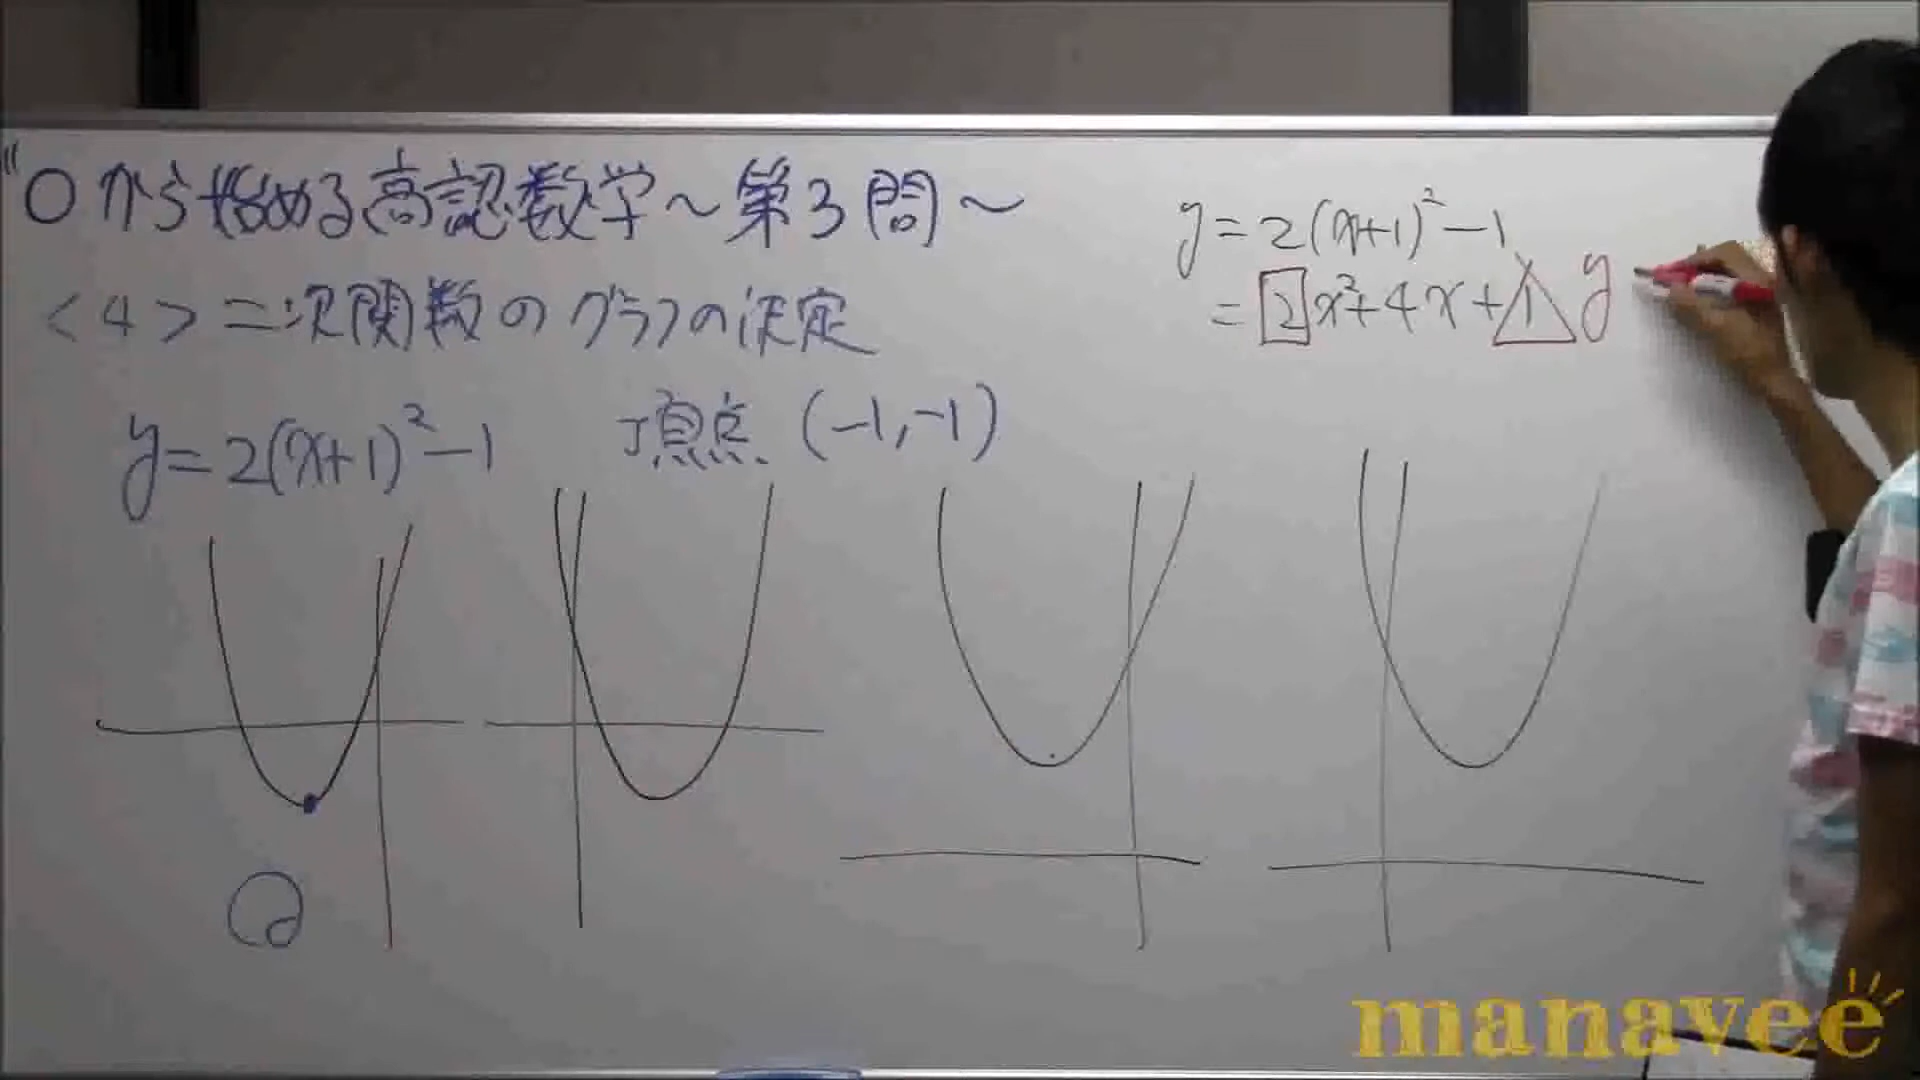 "0から始める高認数学~第3問~
<4>二次関数のグラフの決定
y=2(x+1)²-1 頂点 (-1,-1)
y=2(x+1)²-1
=2x²+4x+1 y
manavee